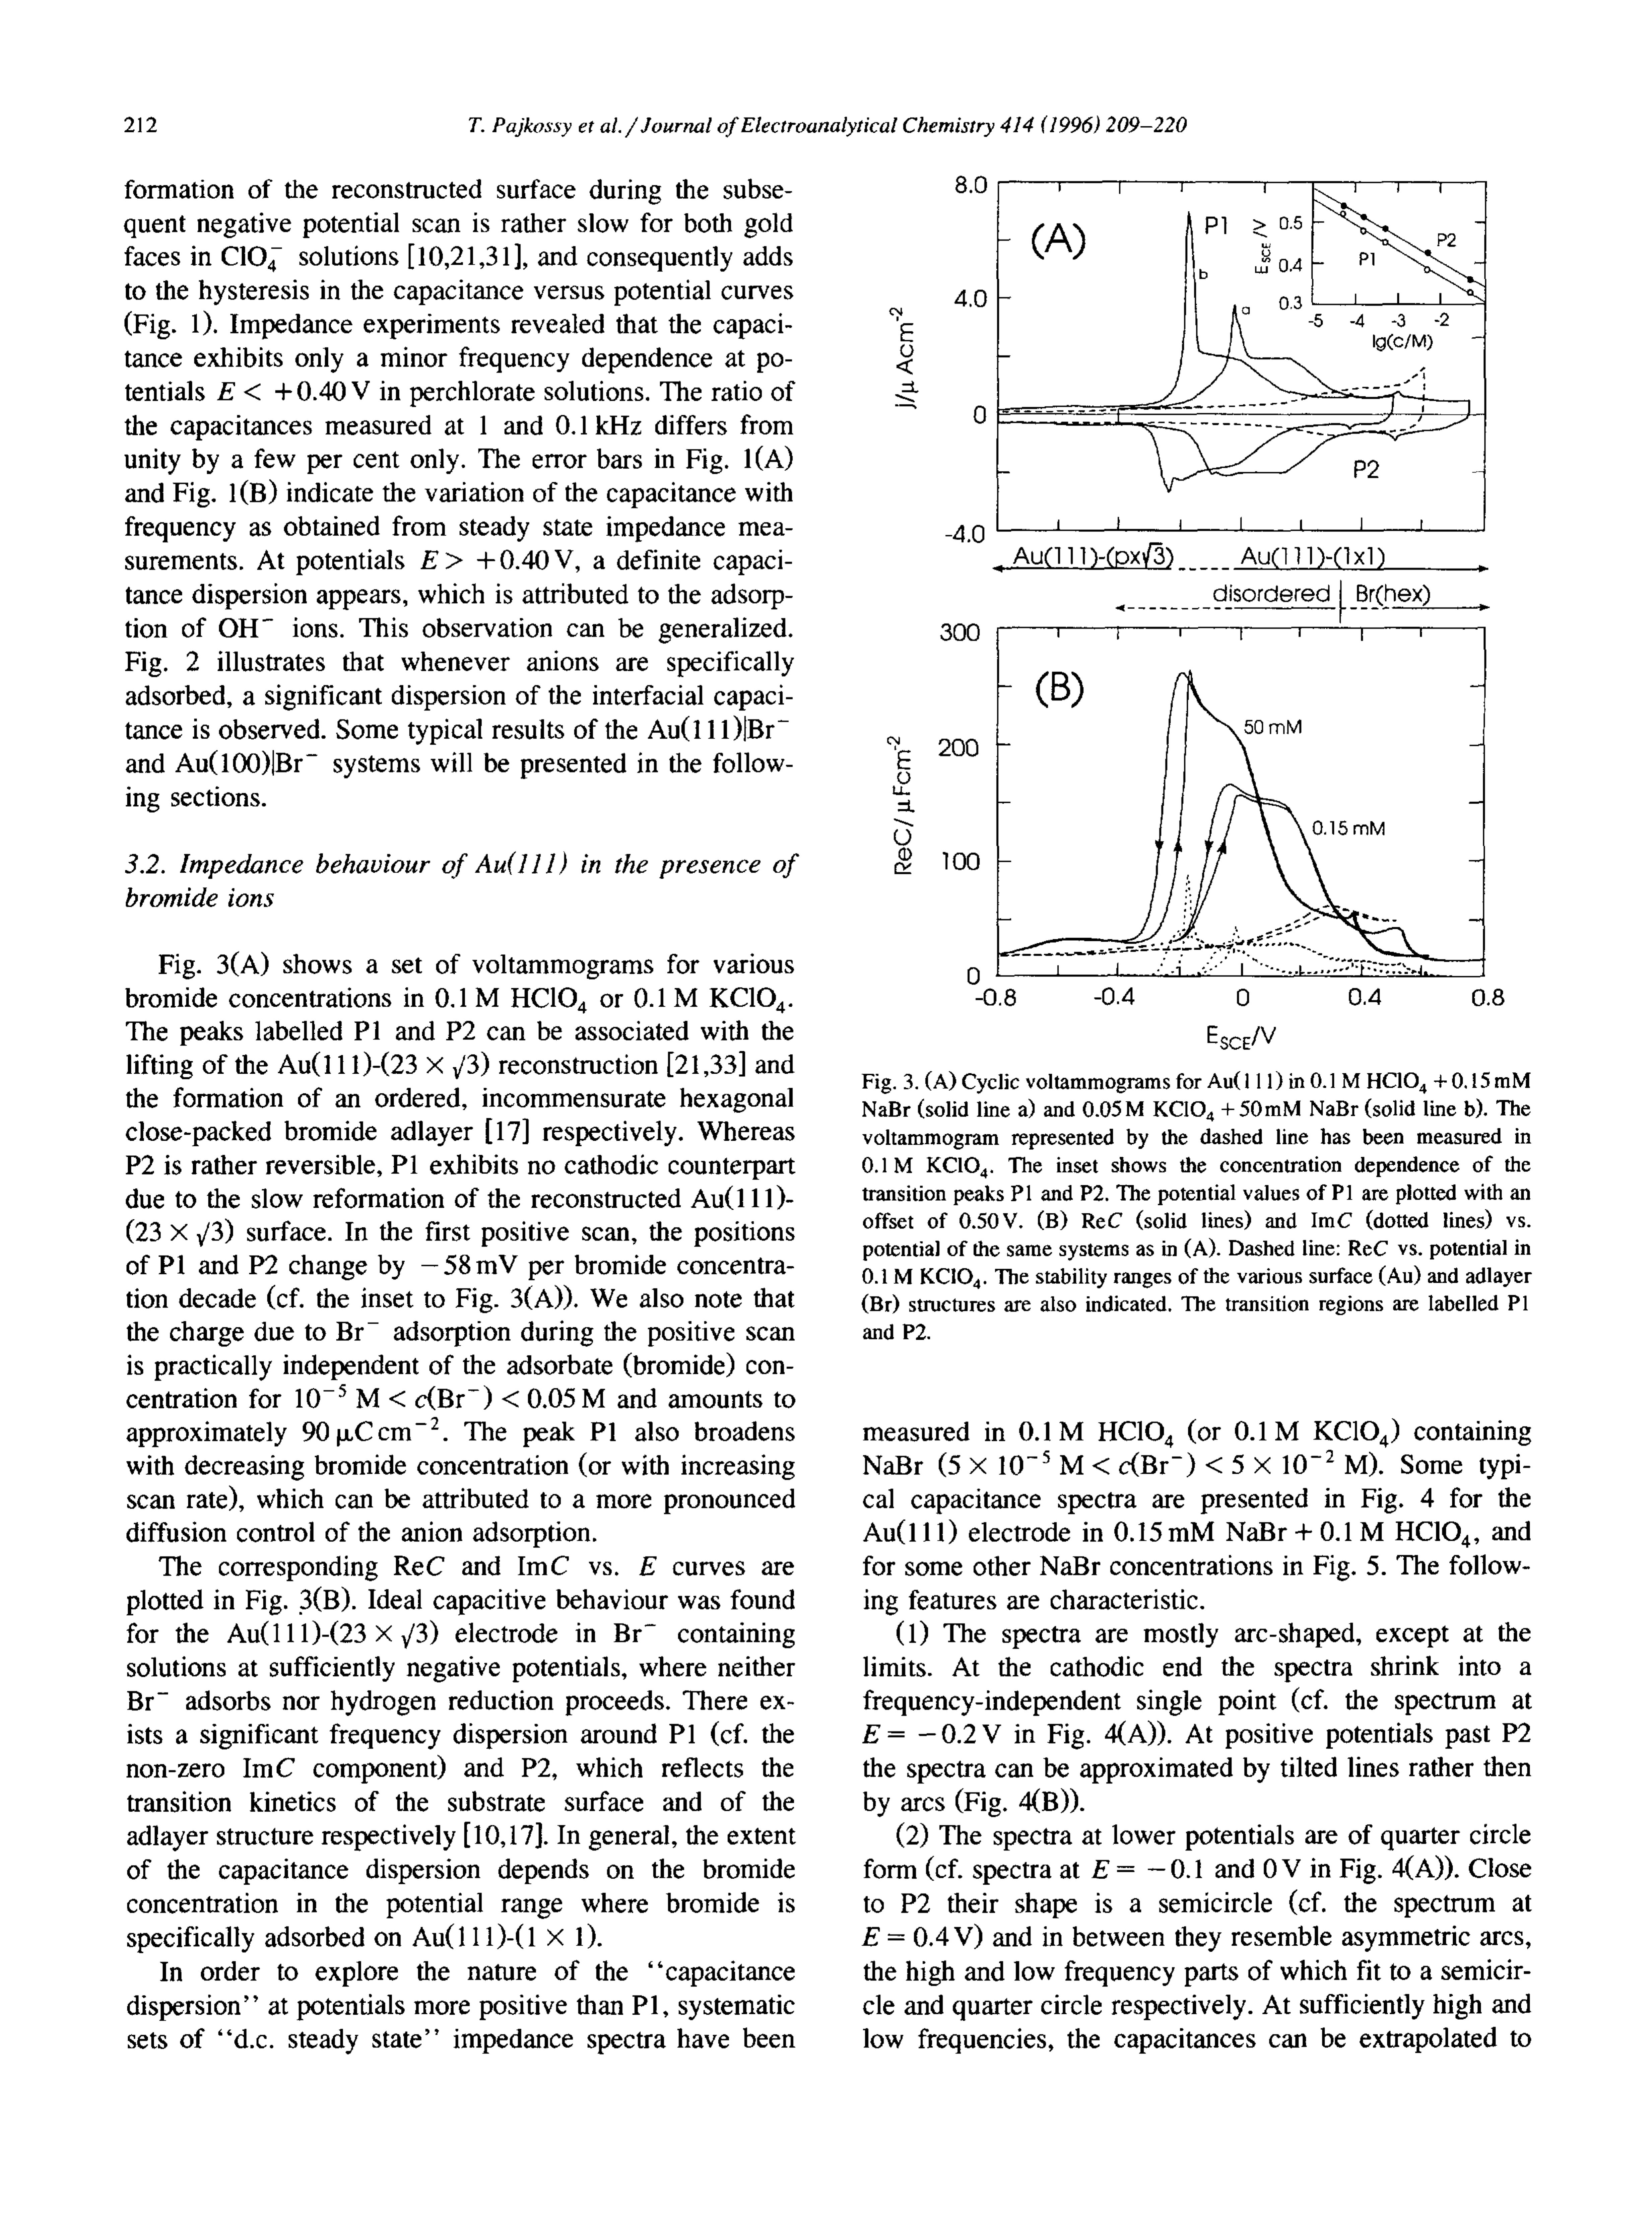 212
T. Pajkossy et al. / Journal of Electroanalytical Chemistry 414 (1996) 209–220
formation of the reconstructed surface during the subse-
quent negative potential scan is rather slow for both gold
faces in ClO₄⁻ solutions [10,21,31], and consequently adds
to the hysteresis in the capacitance versus potential curves
(Fig. 1). Impedance experiments revealed that the capaci-
tance exhibits only a minor frequency dependence at po-
tentials E < +0.40 V in perchlorate solutions. The ratio of
the capacitances measured at 1 and 0.1 kHz differs from
unity by a few per cent only. The error bars in Fig. 1(A)
and Fig. 1(B) indicate the variation of the capacitance with
frequency as obtained from steady state impedance mea-
surements. At potentials E > +0.40 V, a definite capaci-
tance dispersion appears, which is attributed to the adsorp-
tion of OH⁻ ions. This observation can be generalized.
Fig. 2 illustrates that whenever anions are specifically
adsorbed, a significant dispersion of the interfacial capaci-
tance is observed. Some typical results of the Au(111)|Br⁻
and Au(100)|Br⁻ systems will be presented in the follow-
ing sections.
3.2. Impedance behaviour of Au(111) in the presence of
bromide ions
Fig. 3(A) shows a set of voltammograms for various
bromide concentrations in 0.1 M HClO₄ or 0.1 M KClO₄.
The peaks labelled P1 and P2 can be associated with the
lifting of the Au(111)-(23 × √3) reconstruction [21,33] and
the formation of an ordered, incommensurate hexagonal
close-packed bromide adlayer [17] respectively. Whereas
P2 is rather reversible, P1 exhibits no cathodic counterpart
due to the slow reformation of the reconstructed Au(111)-
(23 × √3) surface. In the first positive scan, the positions
of P1 and P2 change by −58 mV per bromide concentra-
tion decade (cf. the inset to Fig. 3(A)). We also note that
the charge due to Br⁻ adsorption during the positive scan
is practically independent of the adsorbate (bromide) con-
centration for 10⁻⁵ M < c(Br⁻) < 0.05 M and amounts to
approximately 90 μC cm⁻². The peak P1 also broadens
with decreasing bromide concentration (or with increasing
scan rate), which can be attributed to a more pronounced
diffusion control of the anion adsorption.
The corresponding ReC and ImC vs. E curves are
plotted in Fig. 3(B). Ideal capacitive behaviour was found
for the Au(111)-(23 × √3) electrode in Br⁻ containing
solutions at sufficiently negative potentials, where neither
Br⁻ adsorbs nor hydrogen reduction proceeds. There ex-
ists a significant frequency dispersion around P1 (cf. the
non-zero ImC component) and P2, which reflects the
transition kinetics of the substrate surface and of the
adlayer structure respectively [10,17]. In general, the extent
of the capacitance dispersion depends on the bromide
concentration in the potential range where bromide is
specifically adsorbed on Au(111)-(1 × 1).
In order to explore the nature of the “capacitance
dispersion” at potentials more positive than P1, systematic
sets of “d.c. steady state” impedance spectra have been
8.0
4.0
0
-4.0
j/μ Acm⁻²
(A)
P1
b
a
P2
E_SCE/V
0.5
0.4
0.3
P2
P1
-5 -4 -3 -2
lg(c/M)
Au(111)-(px√3) Au(111)-(1x1)
disordered Br(hex)
300
200
100
0
ReC/ μFcm⁻²
(B)
50 mM
0.15 mM
-0.8 -0.4 0 0.4 0.8
E_SCE/V
Fig. 3. (A) Cyclic voltammograms for Au(111) in 0.1 M HClO₄ + 0.15 mM
NaBr (solid line a) and 0.05 M KClO₄ + 50 mM NaBr (solid line b). The
voltammogram represented by the dashed line has been measured in
0.1 M KClO₄. The inset shows the concentration dependence of the
transition peaks P1 and P2. The potential values of P1 are plotted with an
offset of 0.50 V. (B) ReC (solid lines) and ImC (dotted lines) vs.
potential of the same systems as in (A). Dashed line: ReC vs. potential in
0.1 M KClO₄. The stability ranges of the various surface (Au) and adlayer
(Br) structures are also indicated. The transition regions are labelled P1
and P2.
measured in 0.1 M HClO₄ (or 0.1 M KClO₄) containing
NaBr (5 × 10⁻⁵ M < c(Br⁻) < 5 × 10⁻² M). Some typi-
cal capacitance spectra are presented in Fig. 4 for the
Au(111) electrode in 0.15 mM NaBr + 0.1 M HClO₄, and
for some other NaBr concentrations in Fig. 5. The follow-
ing features are characteristic.
(1) The spectra are mostly arc-shaped, except at the
limits. At the cathodic end the spectra shrink into a
frequency-independent single point (cf. the spectrum at
E = −0.2 V in Fig. 4(A)). At positive potentials past P2
the spectra can be approximated by tilted lines rather then
by arcs (Fig. 4(B)).
(2) The spectra at lower potentials are of quarter circle
form (cf. spectra at E = −0.1 and 0 V in Fig. 4(A)). Close
to P2 their shape is a semicircle (cf. the spectrum at
E = 0.4 V) and in between they resemble asymmetric arcs,
the high and low frequency parts of which fit to a semicir-
cle and quarter circle respectively. At sufficiently high and
low frequencies, the capacitances can be extrapolated to